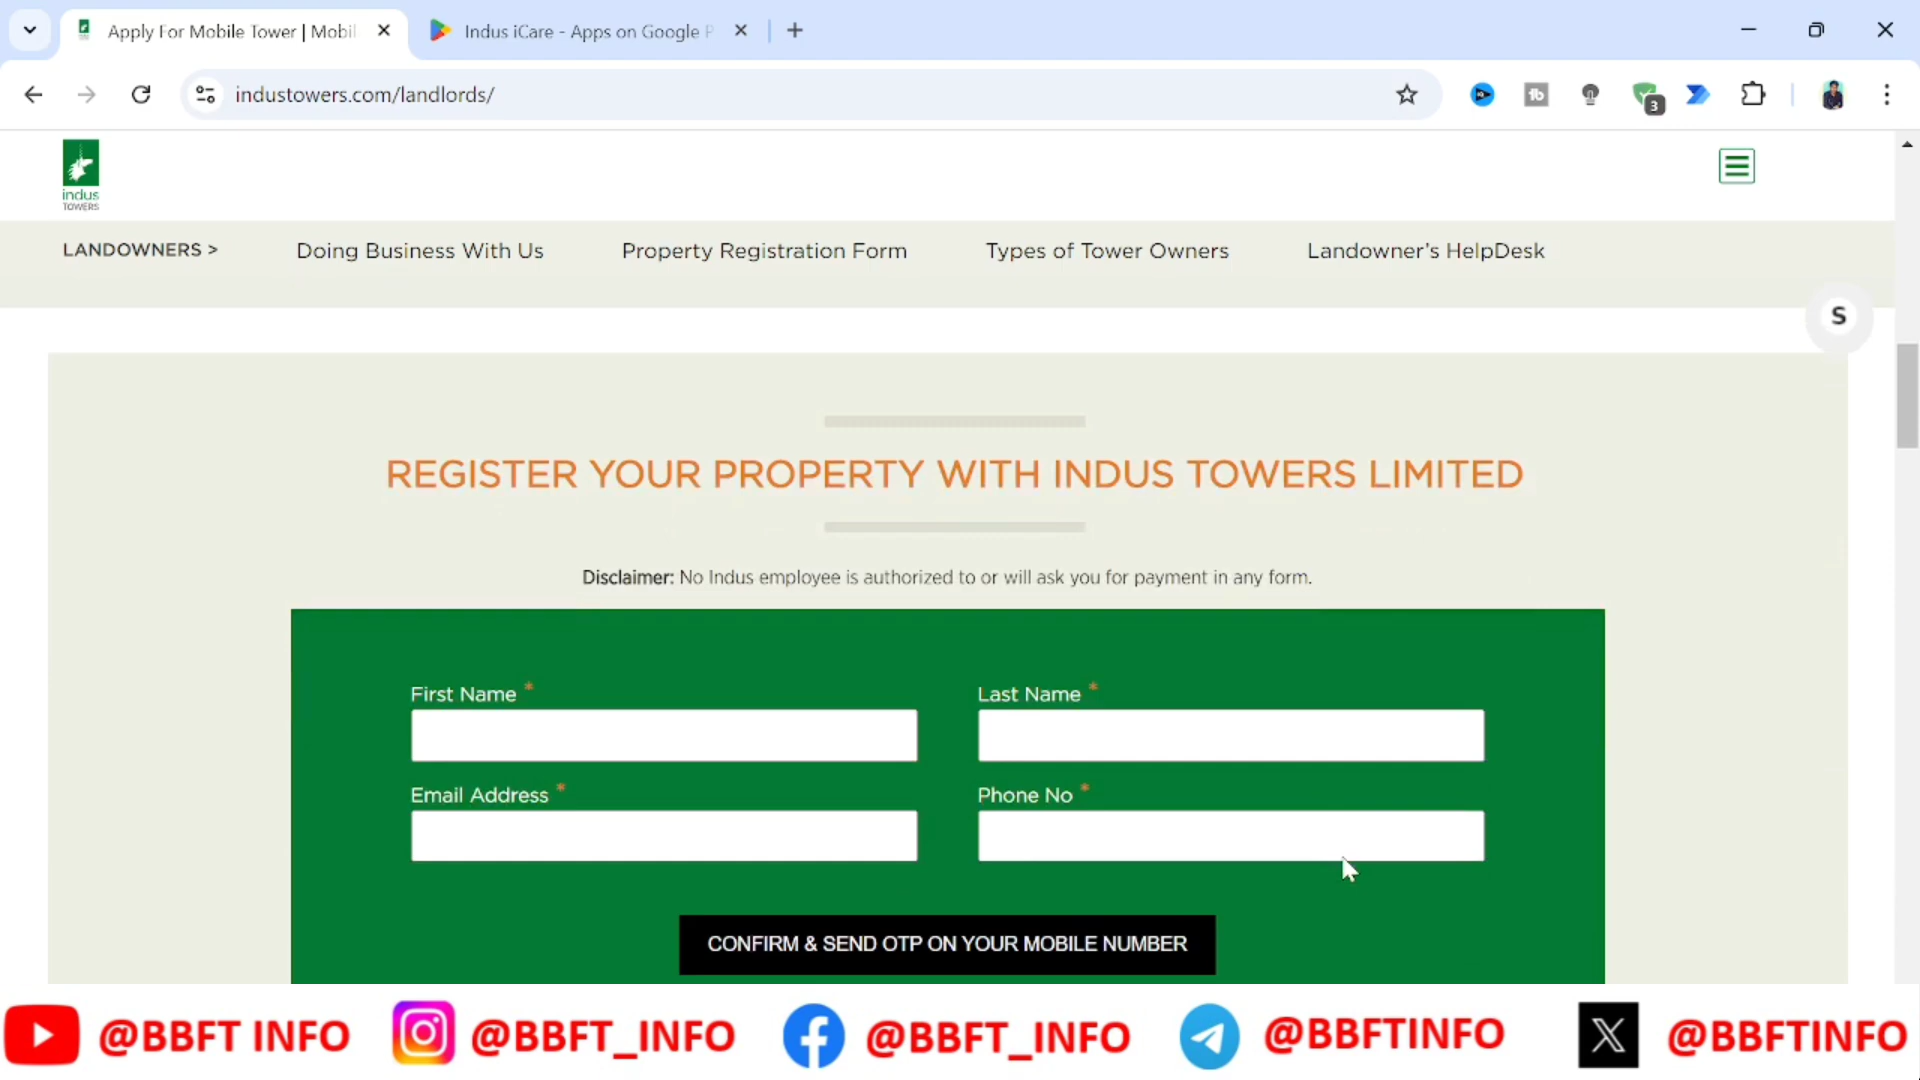 Apply For Mobile Tower | Mobil
Indus iCare - Apps on Google P
industowers.com/landlords/
3
indus
TOWERS
LANDOWNERS >
Doing Business With Us
Property Registration Form
Types of Tower Owners
Landowner's HelpDesk
S
REGISTER YOUR PROPERTY WITH INDUS TOWERS LIMITED
Disclaimer: No Indus employee is authorized to or will ask you for payment in any form.
First Name *
Last Name *
Email Address *
Phone No *
CONFIRM & SEND OTP ON YOUR MOBILE NUMBER
@BBFT INFO
@BBFT_INFO
@BBFT_INFO
@BBFTINFO
@BBFTINFO